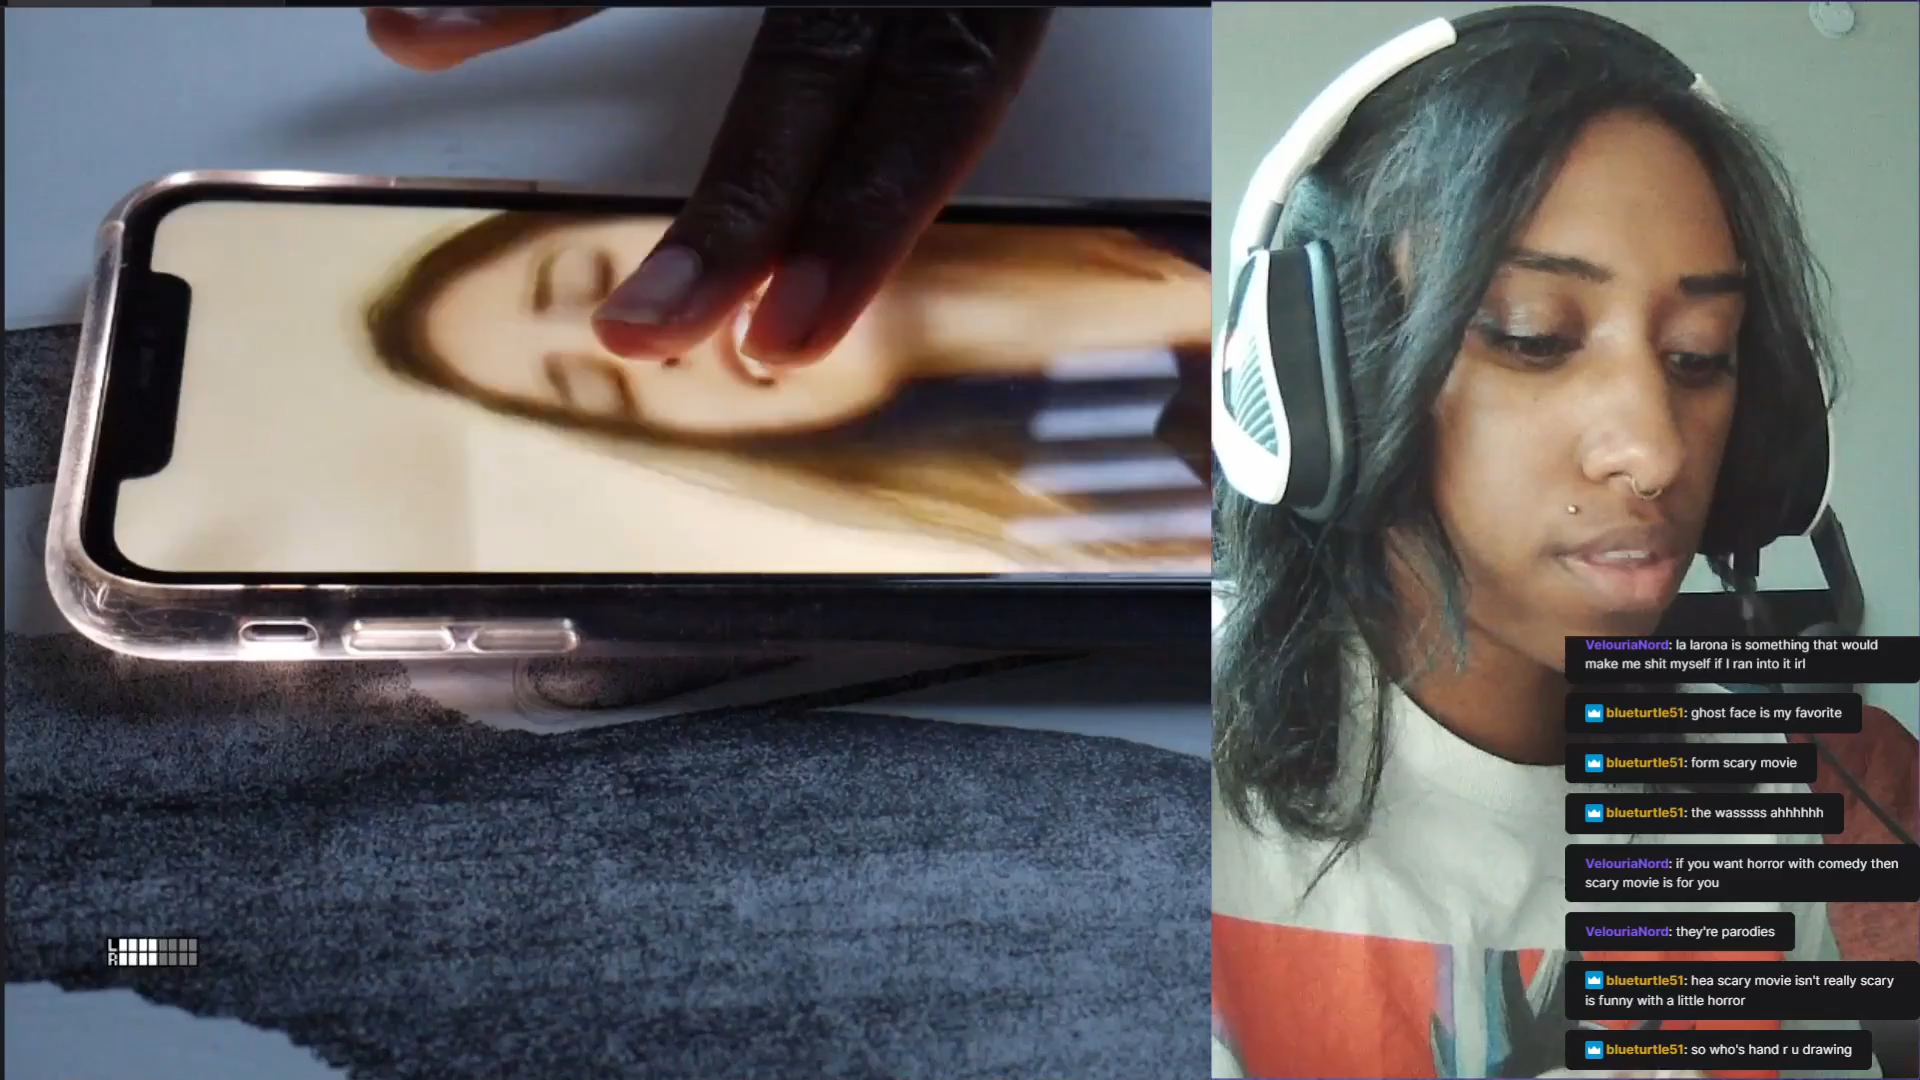 VelouriaNord: la larona is something that would
make me shit myself if I ran into it irl
blueturtle51: ghost face is my favorite
blueturtle51: form scary movie
blueturtle51: the wasssss ahhhhhh
VelouriaNord: if you want horror with comedy then
scary movie is for you
VelouriaNord: they're parodies
blueturtle51: hea scary movie isn't really scary
is funny with a little horror
blueturtle51: so who's hand r u drawing
L
R